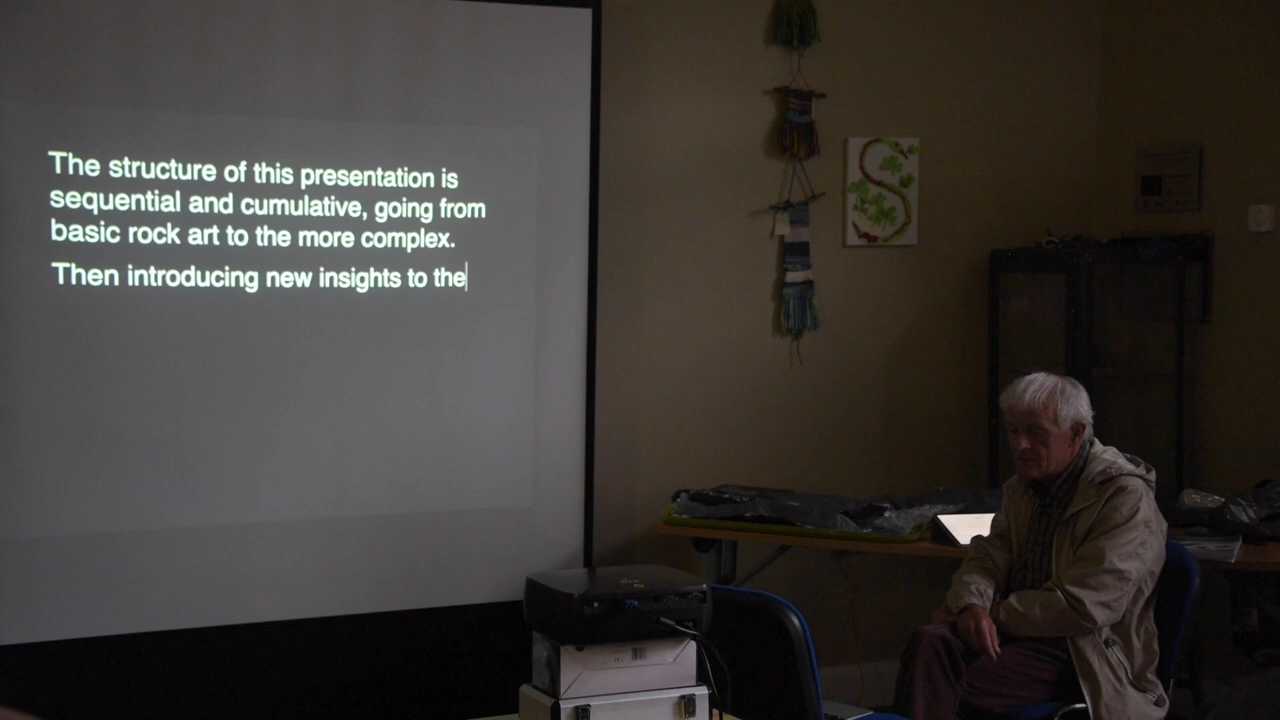 The structure of this presentation is
sequential and cumulative, going from
basic rock art to the more complex.
Then introducing new insights to the